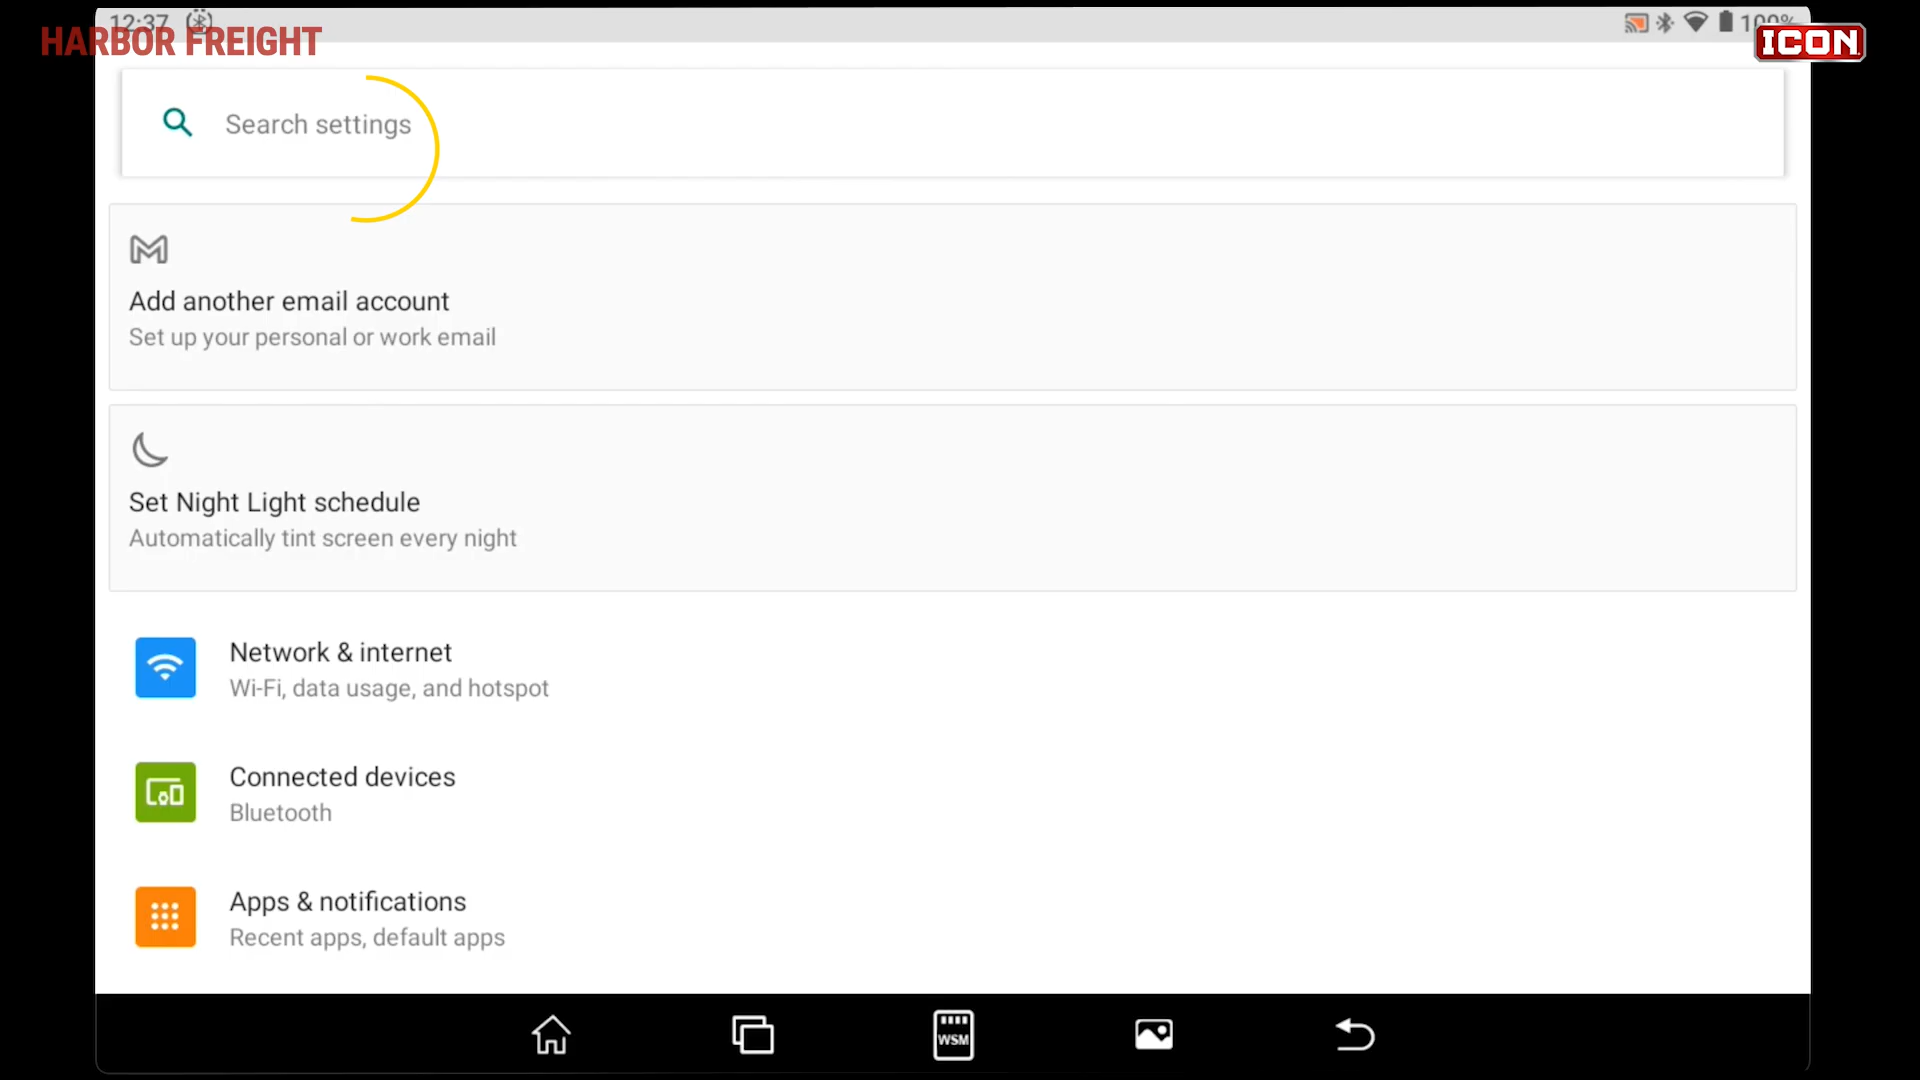 12:37
100%
HARBOR FREIGHT
ICON
Search settings
Add another email account
Set up your personal or work email
Set Night Light schedule
Automatically tint screen every night
Network & internet
Wi-Fi, data usage, and hotspot
Connected devices
Bluetooth
Apps & notifications
Recent apps, default apps
WSM